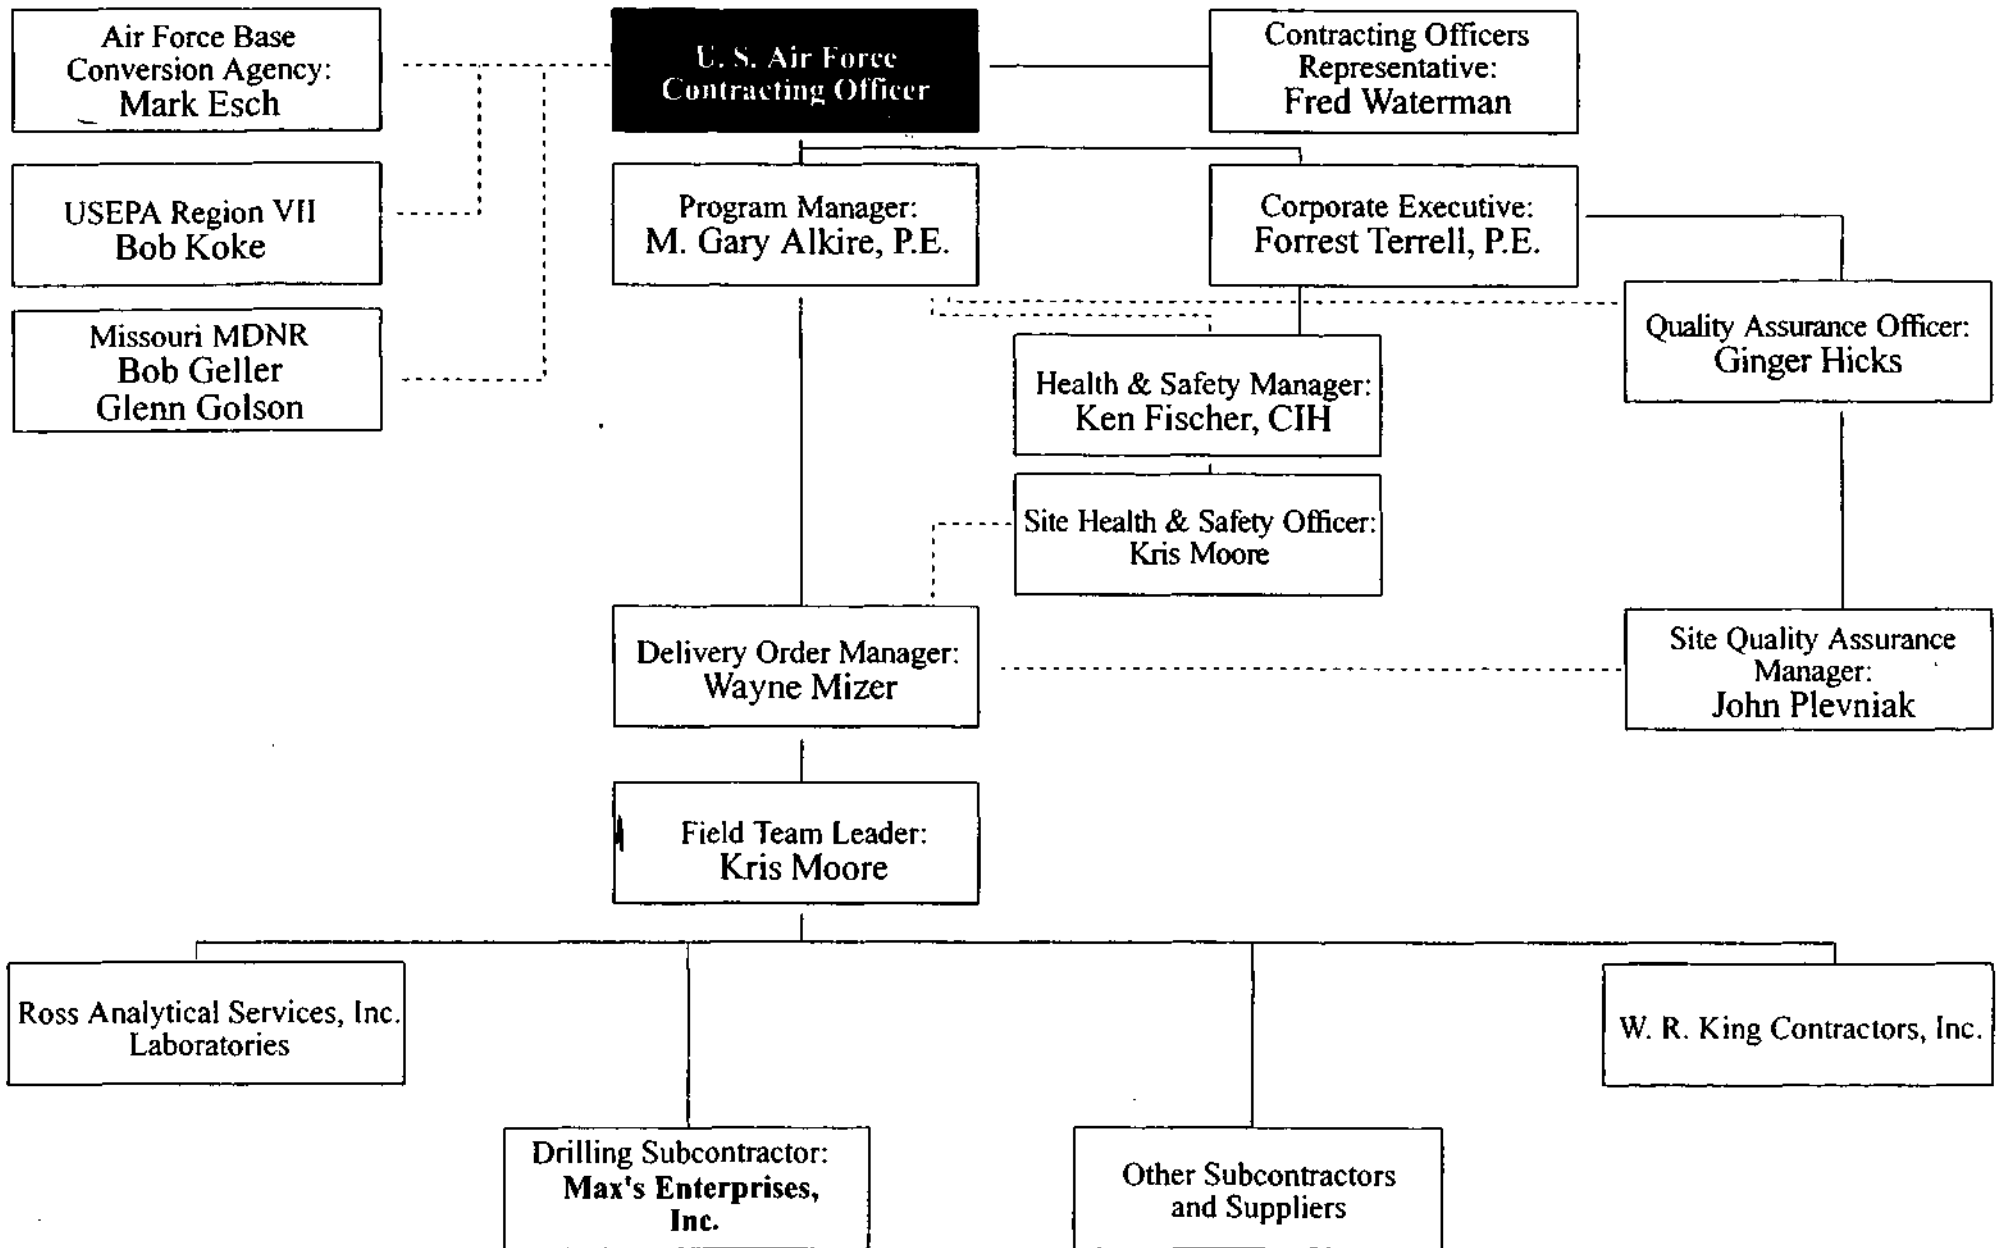 Air Force Base
Conversion Agency:
Mark Esch
U. S. Air Force
Contracting Officer
Contracting Officers
Representative:
Fred Waterman
USEPA Region VII
Bob Koke
Program Manager:
M. Gary Alkire, P.E.
Corporate Executive:
Forrest Terrell, P.E.
Missouri MDNR
Bob Geller
Glenn Golson
Health & Safety Manager:
Ken Fischer, CIH
Quality Assurance Officer:
Ginger Hicks
Site Health & Safety Officer:
Kris Moore
Delivery Order Manager:
Wayne Mizer
Site Quality Assurance
Manager:
John Plevniak
Field Team Leader:
Kris Moore
Ross Analytical Services, Inc.
Laboratories
W. R. King Contractors, Inc.
Drilling Subcontractor:
Max's Enterprises,
Inc.
Other Subcontractors
and Suppliers